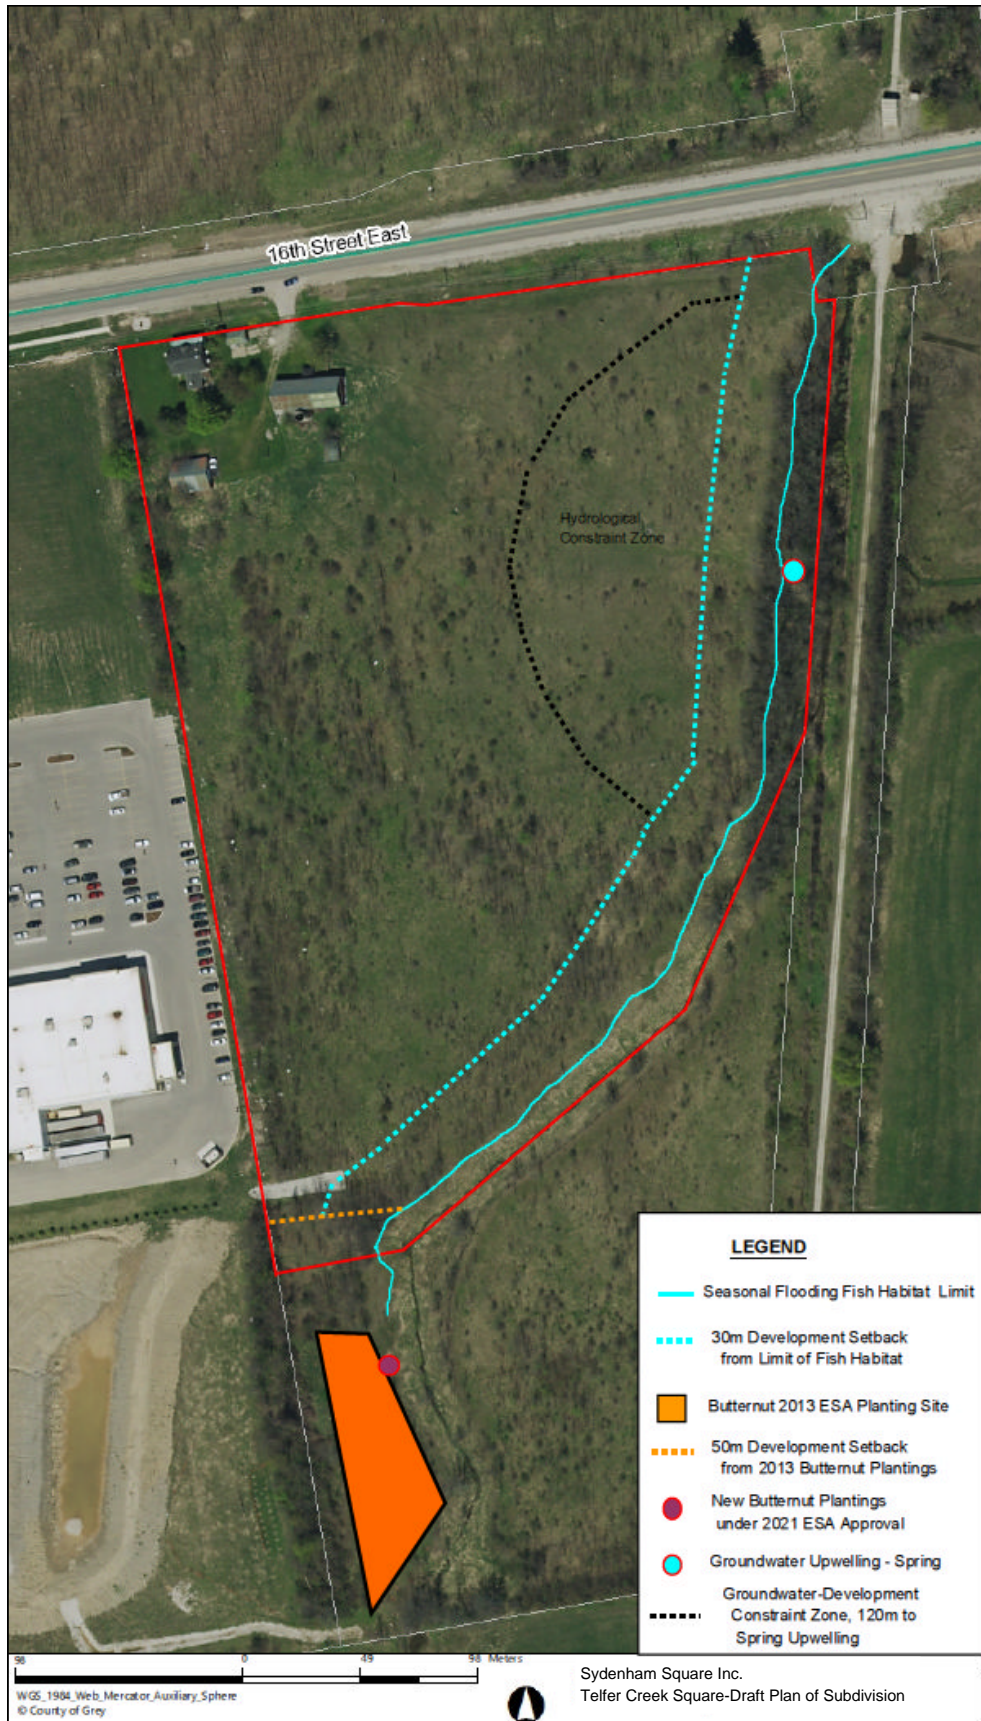 16th Street East
Hydrological
Constraint Zone
LEGEND
Seasonal Flooding Fish Habitat Limit
30m Development Setback
from Limit of Fish Habitat
Butternut 2013 ESA Planting Site
50m Development Setback
from 2013 Butternut Plantings
New Butternut Plantings
under 2021 ESA Approval
Groundwater Upwelling - Spring
Groundwater-Development
Constraint Zone, 120m to
Spring Upwelling
98 0 49 98 Meters
WGS_1984_Web_Mercator_Auxiliary_Sphere
© County of Grey
Sydenham Square Inc.
Telfer Creek Square-Draft Plan of Subdivision